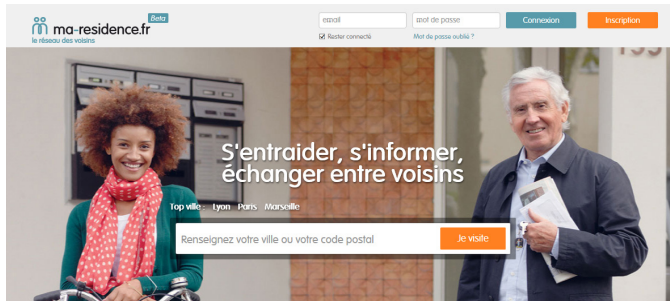 ma-residence.fr Beta
le réseau des voisins
email mot de passe Connexion Inscription
Rester connecté Mot de passe oublié ?
S'entraider, s'informer,
échanger entre voisins
Top ville : Lyon Paris Marseille
Renseignez votre ville ou votre code postal Je visite